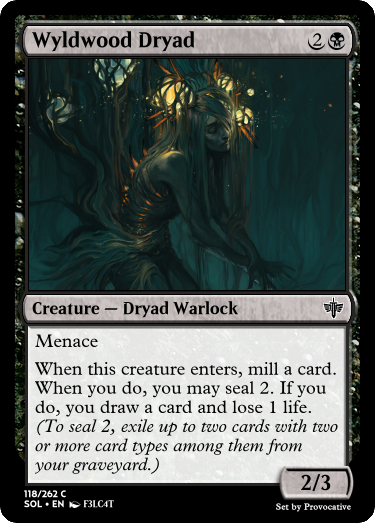 Wyldwood Dryad 2
Creature — Dryad Warlock
Menace
When this creature enters, mill a card.
When you do, you may seal 2. If you
do, you draw a card and lose 1 life.
(To seal 2, exile up to two cards with two
or more card types among them from
your graveyard.)
2/3
118/262 C
SOL • EN F3LC4T
Set by Provocative